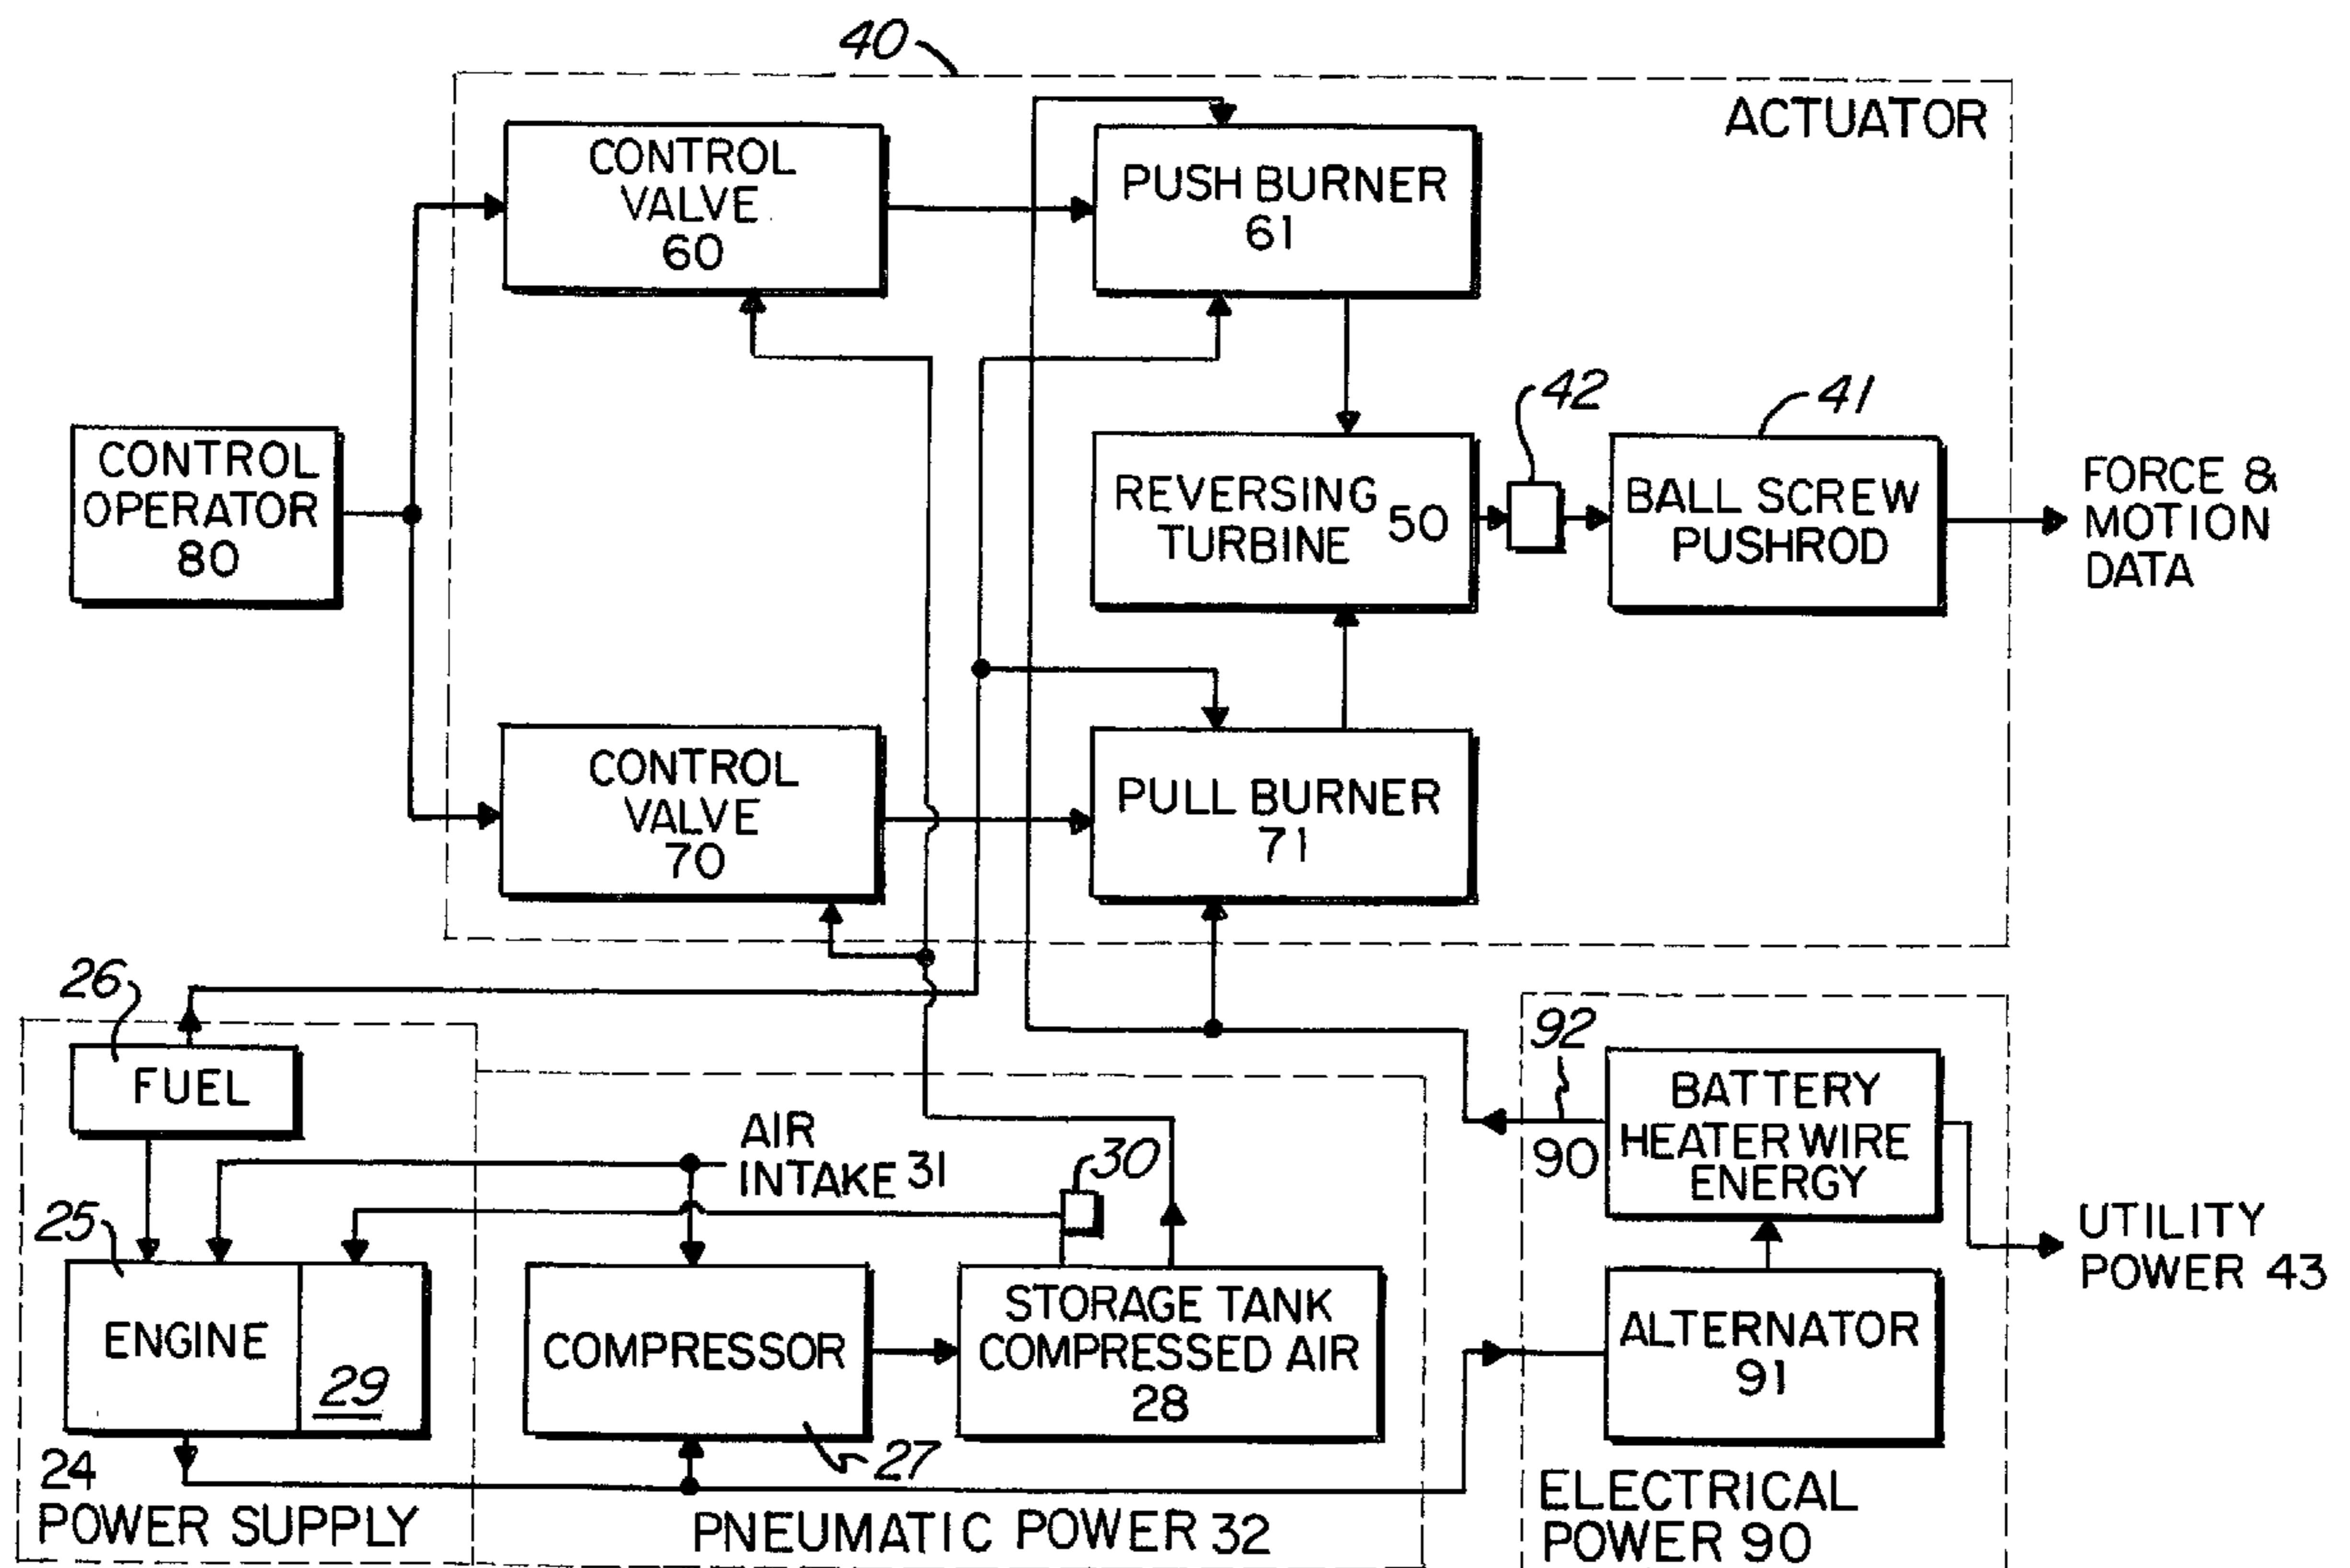 40
ACTUATOR
CONTROL
VALVE
60
PUSH BURNER
61
CONTROL
OPERATOR
80
REVERSING
TURBINE 50
42
41
BALL SCREW
PUSHROD
FORCE &
MOTION
DATA
CONTROL
VALVE
70
PULL BURNER
71
26
FUEL
AIR
INTAKE 31
30
92
90
BATTERY
HEATER WIRE
ENERGY
UTILITY
POWER 43
25
ENGINE
29
COMPRESSOR
27
STORAGE TANK
COMPRESSED AIR
28
ALTERNATOR
91
24
POWER SUPPLY
PNEUMATIC POWER 32
ELECTRICAL
POWER 90